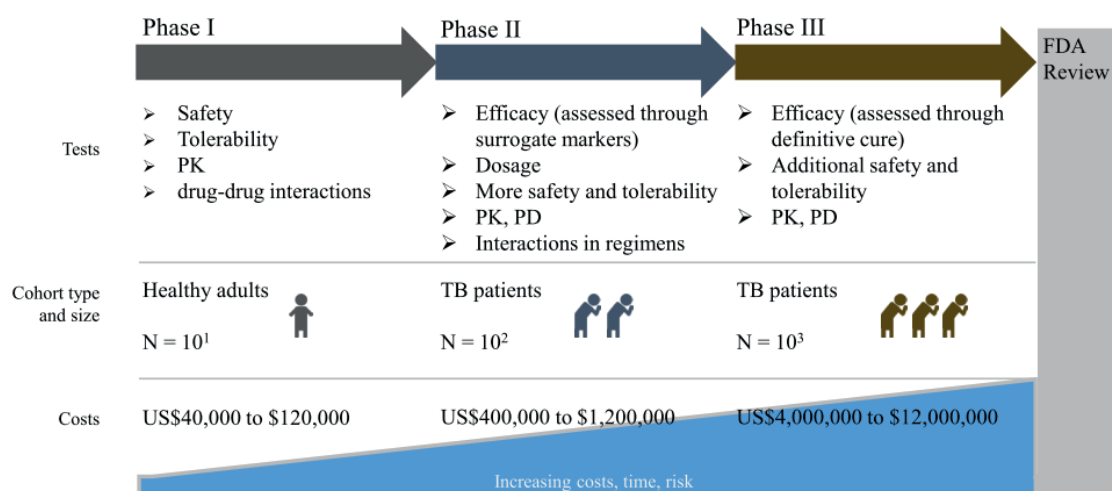 Phase I
Phase II
Phase III
FDA
Review
Tests
➢ Safety
➢ Tolerability
➢ PK
➢ drug-drug interactions
➢ Efficacy (assessed through
surrogate markers)
➢ Dosage
➢ More safety and tolerability
➢ PK, PD
➢ Interactions in regimens
➢ Efficacy (assessed through
definitive cure)
➢ Additional safety and
tolerability
➢ PK, PD
Cohort type
and size
Healthy adults
N = 10¹
TB patients
N = 10²
TB patients
N = 10³
Costs
US$40,000 to $120,000
US$400,000 to $1,200,000
US$4,000,000 to $12,000,000
Increasing costs, time, risk